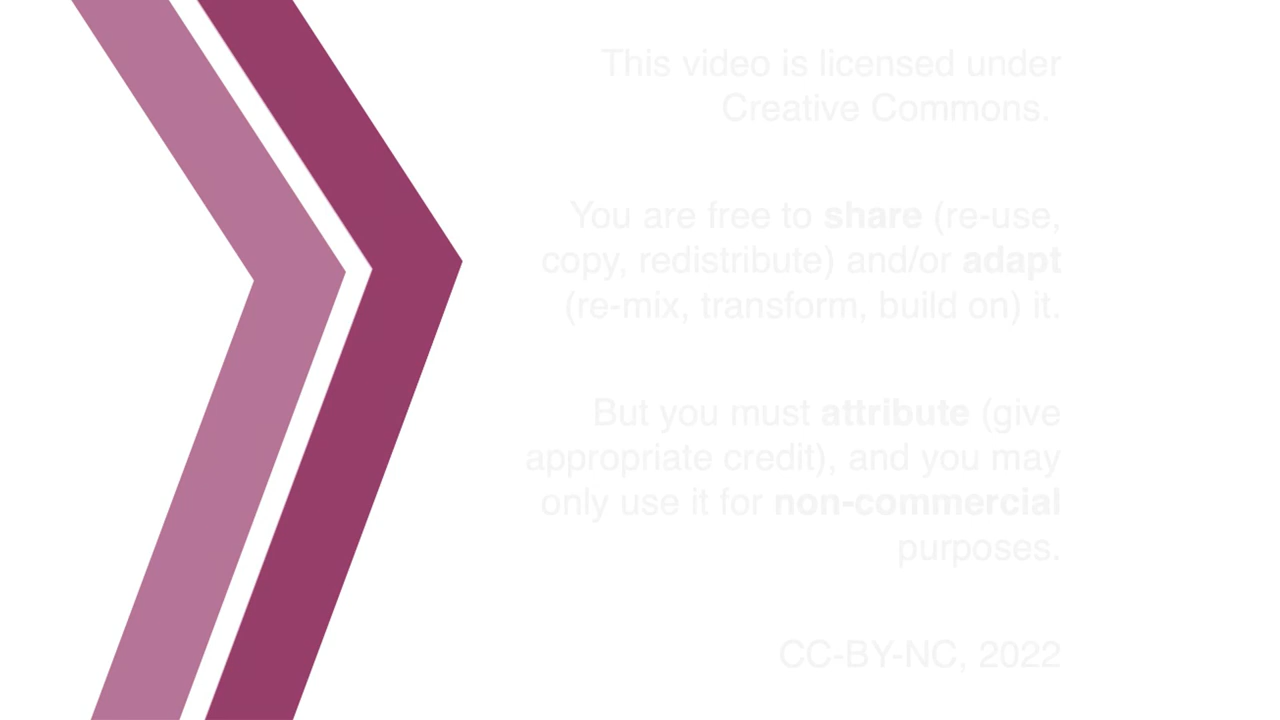 This video is licensed under
Creative Commons.
You are free to share (re-use,
copy, redistribute) and/or adapt
(re-mix, transform, build on) it.
But you must attribute (give
appropriate credit), and you may
only use it for non-commercial
purposes.
CC-BY-NC, 2022